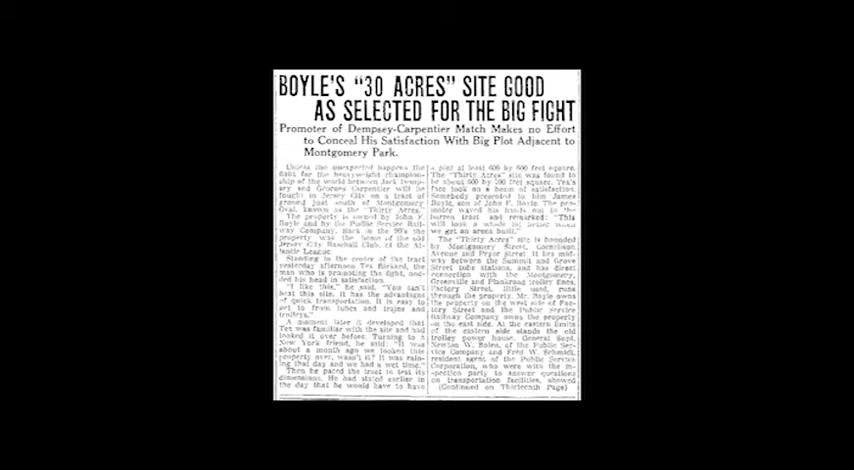 BOYLE'S "30 ACRES" SITE GOOD
AS SELECTED FOR THE BIG FIGHT
Promoter of Dempsey-Carpentier Match Makes no Effort
to Conceal His Satisfaction With Big Plot Adjacent to
Montgomery Park.
Unless the unexpected happens the
fight for the heavyweight champion-
ship of the world between Jack Demp-
sey and Georges Carpentier will be
fought in Jersey City on a tract of
ground just south of Montgomery
Oval, known as the "Thirty Acres."
The property is owned by John F.
Boyle and by the Public Service Rail-
way Company. Back in the 90's the
property was the home of the old
Jersey City Baseball Club, of the At-
lantic League.
Standing in the center of the tract
yesterday afternoon Tex Rickard, the
man who is promoting the fight, nod-
ded his head in satisfaction.
"I like this," he said. "You can't
beat this site. It has the advantages
of quick transportation. It is easy to
get to from tubes and trains and
trolleys."
A moment later it developed that
Tex was familiar with the site and had
looked it over before. Turning to a
New York friend, he said: "It was
about a month ago we looked this
property over, wasn't it? It was rain-
ing that day and we had a wet time."
Then he paced the tract to test its
dimensions. He had stated earlier in
the day that he would have to have
a plot at least 600 by 600 feet square.
The "Thirty Acres" site was found to
be about 600 by 700 feet square. Tex's
face took on a beam of satisfaction.
Somebody presented to him James
Boyle, son of John F. Boyle. The pro-
moter waved his hands out to the
barren tract and remarked: "This
will look a whole lot better when
we get an arena built."
The "Thirty Acres" site is bounded
by Montgomery Street, Cornelison
Avenue and Pryor Street. It lies mid-
way between the Summit and Grove
Street tube stations, and has direct
connection with the Montgomery,
Greenville and Plankroad trolley lines.
Factory Street, little used, runs
through the property. Mr. Boyle owns
the property on the west side of Fac-
tory Street and the Public Service
Railway Company owns the property
on the east side. At the eastern limits
of the eastern side stands the old
trolley power house. General Supt.
Newton W. Bolen, of the Public Ser-
vice Company and Fred W. Schmidt,
resident agent of the Public Service
Corporation, who were with the in-
spection party to answer questions
on transportation facilities, showed
(Continued on Thirteenth Page)